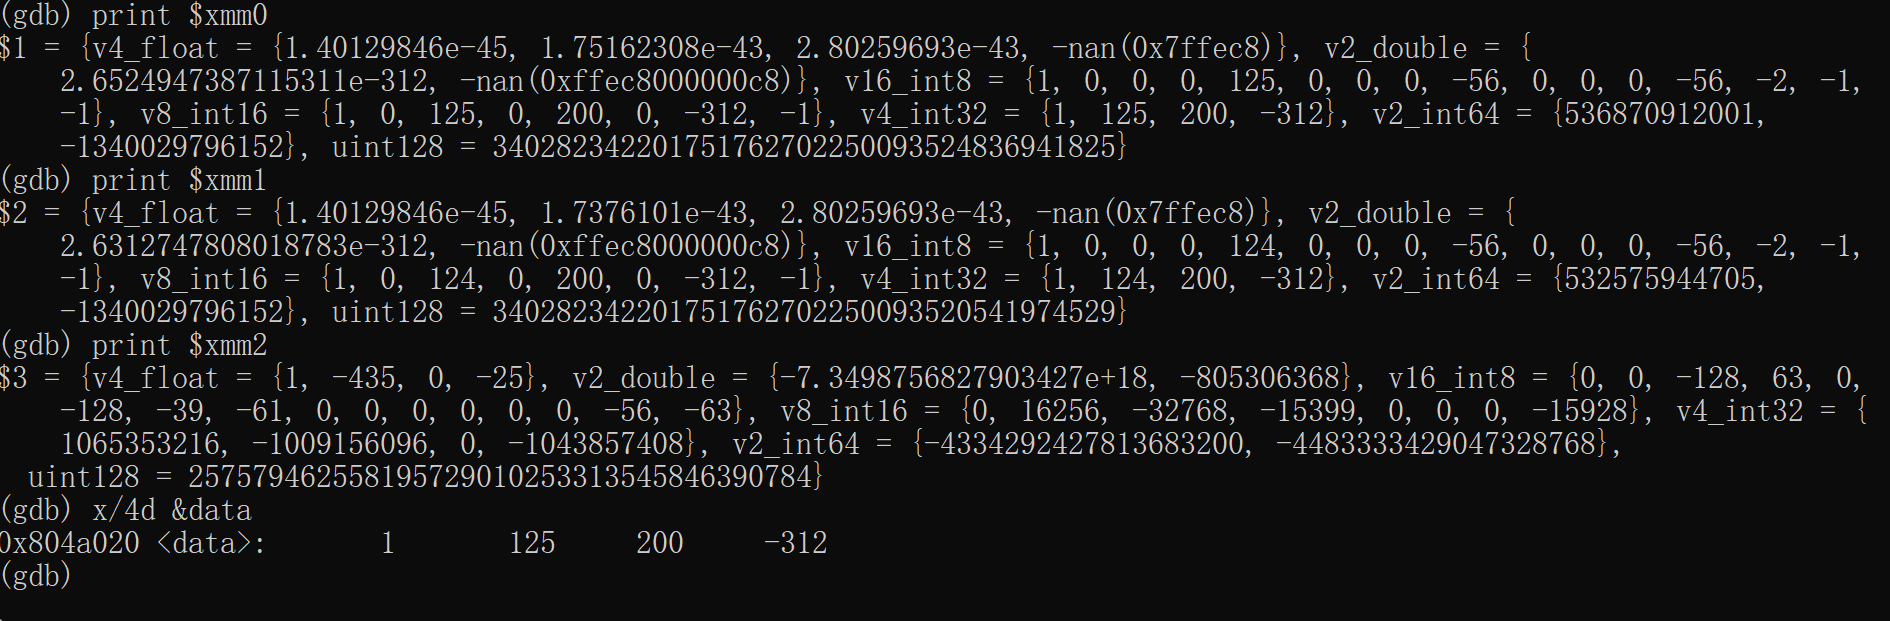 (gdb) print $xmm0
$1 = {v4_float = {1.40129846e-45, 1.75162308e-43, 2.80259693e-43, -nan(0x7ffec8)}, v2_double = {
2.6524947387115311e-312, -nan(0xffec8000000c8)}, v16_int8 = {1, 0, 0, 0, 125, 0, 0, 0, -56, 0, 0, 0, -56, -2, -1,
-1}, v8_int16 = {1, 0, 125, 0, 200, 0, -312, -1}, v4_int32 = {1, 125, 200, -312}, v2_int64 = {536870912001,
-1340029796152}, uint128 = 340282342201751762702250093524836941825}
(gdb) print $xmm1
$2 = {v4_float = {1.40129846e-45, 1.7376101e-43, 2.80259693e-43, -nan(0x7ffec8)}, v2_double = {
2.6312747808018783e-312, -nan(0xffec8000000c8)}, v16_int8 = {1, 0, 0, 0, 124, 0, 0, 0, -56, 0, 0, 0, -56, -2, -1,
-1}, v8_int16 = {1, 0, 124, 0, 200, 0, -312, -1}, v4_int32 = {1, 124, 200, -312}, v2_int64 = {532575944705,
-1340029796152}, uint128 = 340282342201751762702250093520541974529}
(gdb) print $xmm2
$3 = {v4_float = {1, -435, 0, -25}, v2_double = {-7.3498756827903427e+18, -805306368}, v16_int8 = {0, 0, -128, 63, 0,
-128, -39, -61, 0, 0, 0, 0, 0, 0, -56, -63}, v8_int16 = {0, 16256, -32768, -15399, 0, 0, 0, -15928}, v4_int32 = {
1065353216, -1009156096, 0, -1043857408}, v2_int64 = {-4334292427813683200, -4483333429047328768},
uint128 = 257579462558195729010253313545846390784}
(gdb) x/4d &data
0x804a020 <data>: 1 125 200 -312
(gdb)